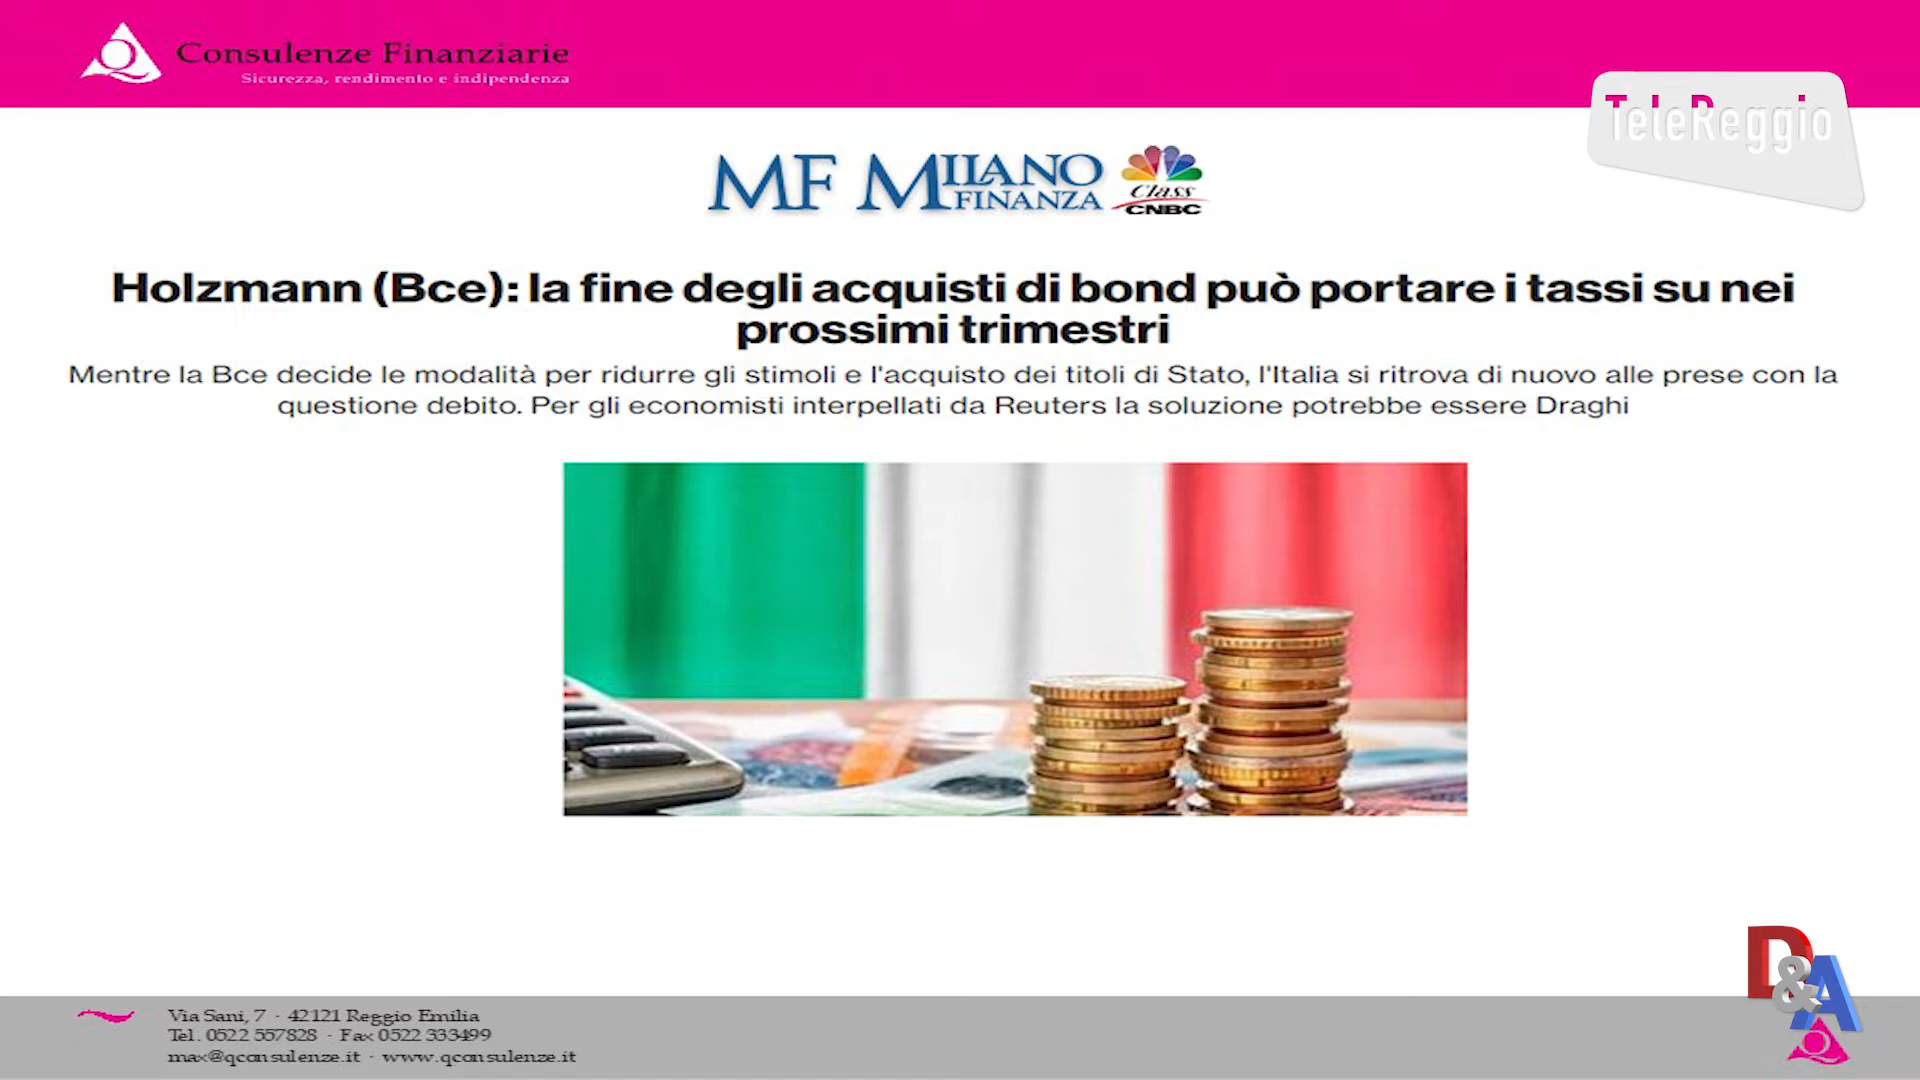 Consulenze Finanziarie
Sicurezza, rendimento e indipendenza
TeleReggio
MF MILANO FINANZA Class CNBC
Holzmann (Bce): la fine degli acquisti di bond può portare i tassi su nei
prossimi trimestri
Mentre la Bce decide le modalità per ridurre gli stimoli e l'acquisto dei titoli di Stato, l'Italia si ritrova di nuovo alle prese con la
questione debito. Per gli economisti interpellati da Reuters la soluzione potrebbe essere Draghi
D&A
Via Sani, 7 - 42121 Reggio Emilia
Tel. 0522 557828 - Fax 0522 333499
max@qconsulenze.it - www.qconsulenze.it